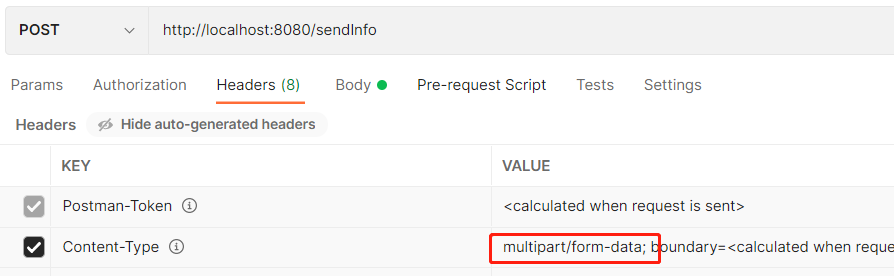 POST http://localhost:8080/sendInfo
Params Authorization Headers (8) Body Pre-request Script Tests Settings
Headers Hide auto-generated headers
KEY VALUE
Postman-Token <calculated when request is sent>
Content-Type multipart/form-data; boundary=<calculated when reque